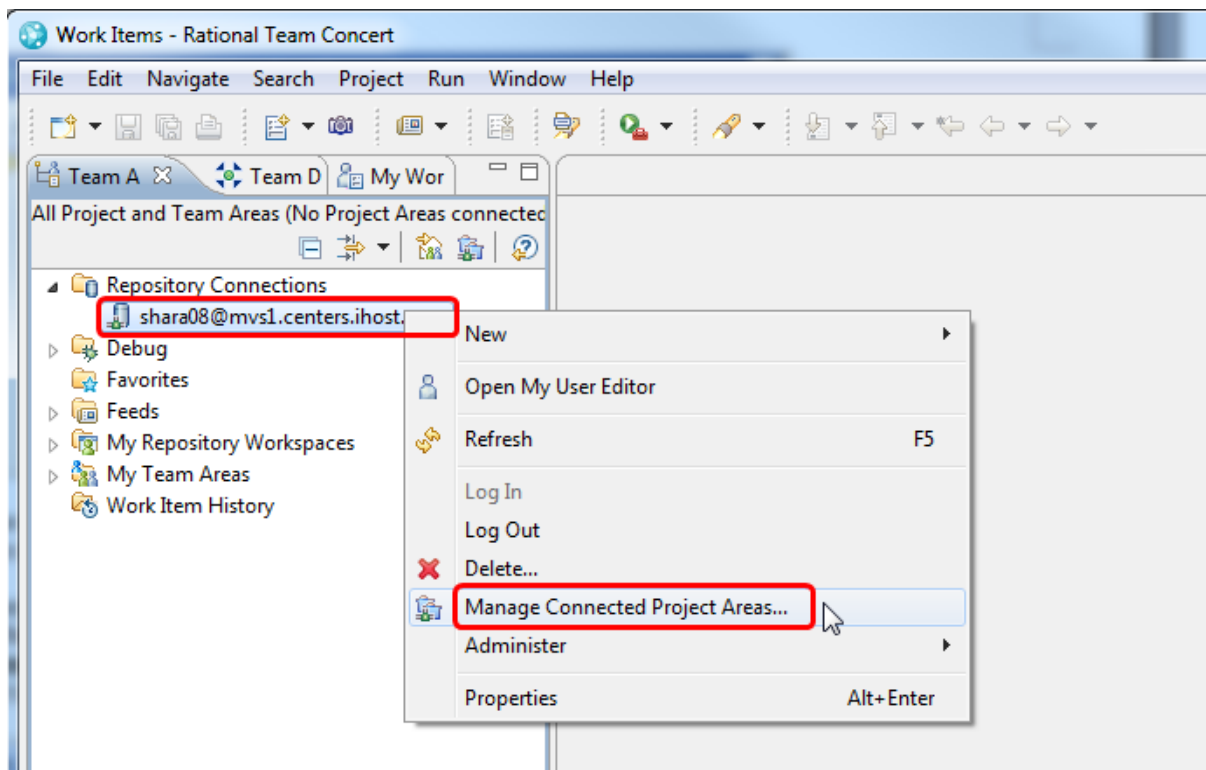 Work Items - Rational Team Concert
File Edit Navigate Search Project Run Window Help
Team A Team D My Wor
All Project and Team Areas (No Project Areas connected
Repository Connections
shara08@mvs1.centers.ihost.
Debug
Favorites
Feeds
My Repository Workspaces
My Team Areas
Work Item History
New
Open My User Editor
Refresh F5
Log In
Log Out
Delete...
Manage Connected Project Areas...
Administer
Properties Alt+Enter